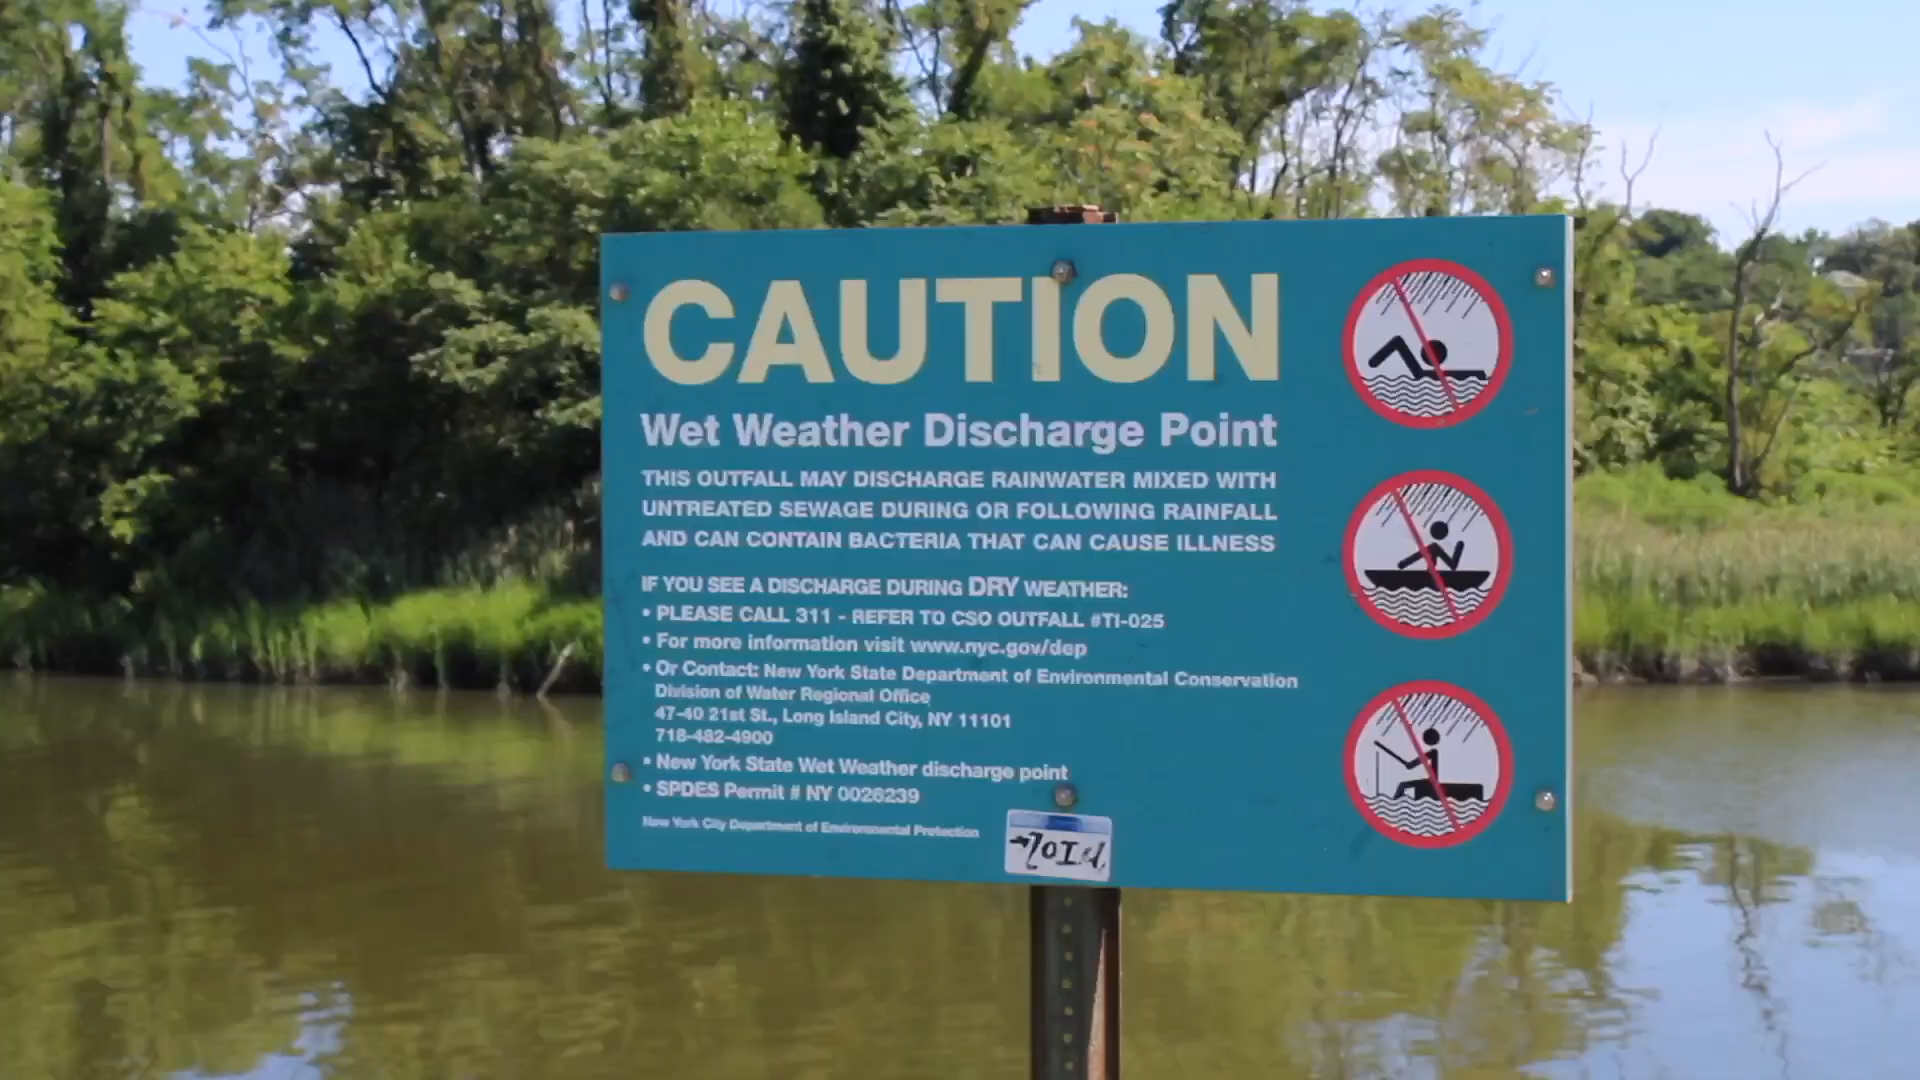 CAUTION
Wet Weather Discharge Point
THIS OUTFALL MAY DISCHARGE RAINWATER MIXED WITH
UNTREATED SEWAGE DURING OR FOLLOWING RAINFALL
AND CAN CONTAIN BACTERIA THAT CAN CAUSE ILLNESS
IF YOU SEE A DISCHARGE DURING DRY WEATHER:
• PLEASE CALL 311 - REFER TO CSO OUTFALL #TI-025
• For more information visit www.nyc.gov/dep
• Or Contact: New York State Department of Environmental Conservation
Division of Water Regional Office
47-40 21st St., Long Island City, NY 11101
718-482-4900
• New York State Wet Weather discharge point
• SPDES Permit # NY 0026239
New York City Department of Environmental Protection